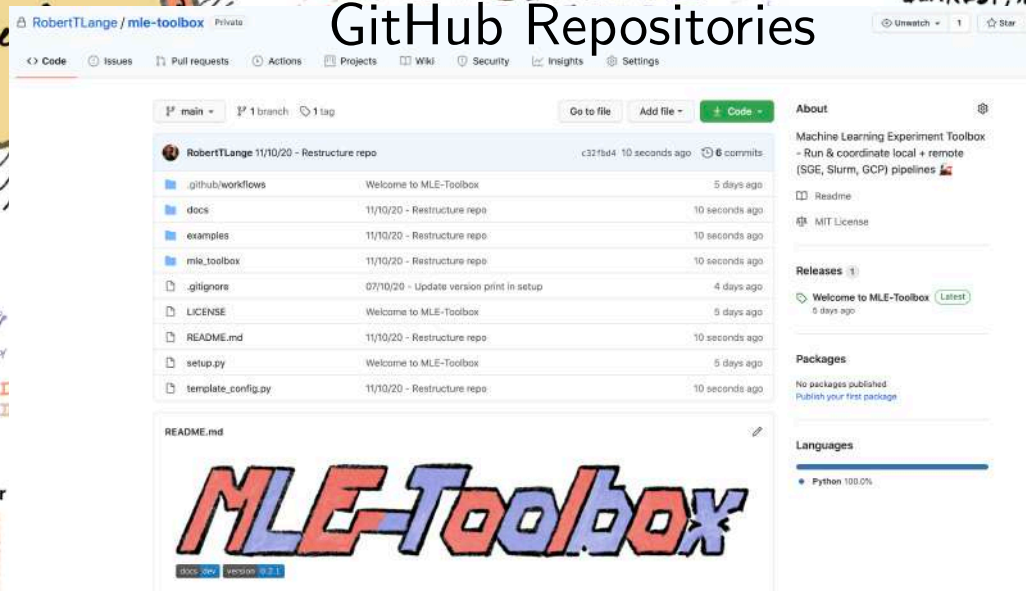 GitHub Repositories
RobertTLange / mle-toolbox Private
Unwatch 1 Star
Code Issues Pull requests Actions Projects Wiki Security Insights Settings
main 1 branch 1 tag Go to file Add file Code
RobertTLange 11/10/20 - Restructure repo c32fbd4 10 seconds ago 6 commits
.github/workflows Welcome to MLE-Toolbox 5 days ago
docs 11/10/20 - Restructure repo 10 seconds ago
examples 11/10/20 - Restructure repo 10 seconds ago
mle_toolbox 11/10/20 - Restructure repo 10 seconds ago
.gitignore 07/10/20 - Update version print in setup 4 days ago
LICENSE Welcome to MLE-Toolbox 5 days ago
README.md 11/10/20 - Restructure repo 10 seconds ago
setup.py Welcome to MLE-Toolbox 5 days ago
template_config.py 11/10/20 - Restructure repo 10 seconds ago
README.md
MLE-Toolbox
docs dev version 0.2.1
About
Machine Learning Experiment Toolbox
- Run & coordinate local + remote
(SGE, Slurm, GCP) pipelines 🚂
Readme
MIT License
Releases 1
Welcome to MLE-Toolbox Latest
5 days ago
Packages
No packages published
Publish your first package
Languages
Python 100.0%